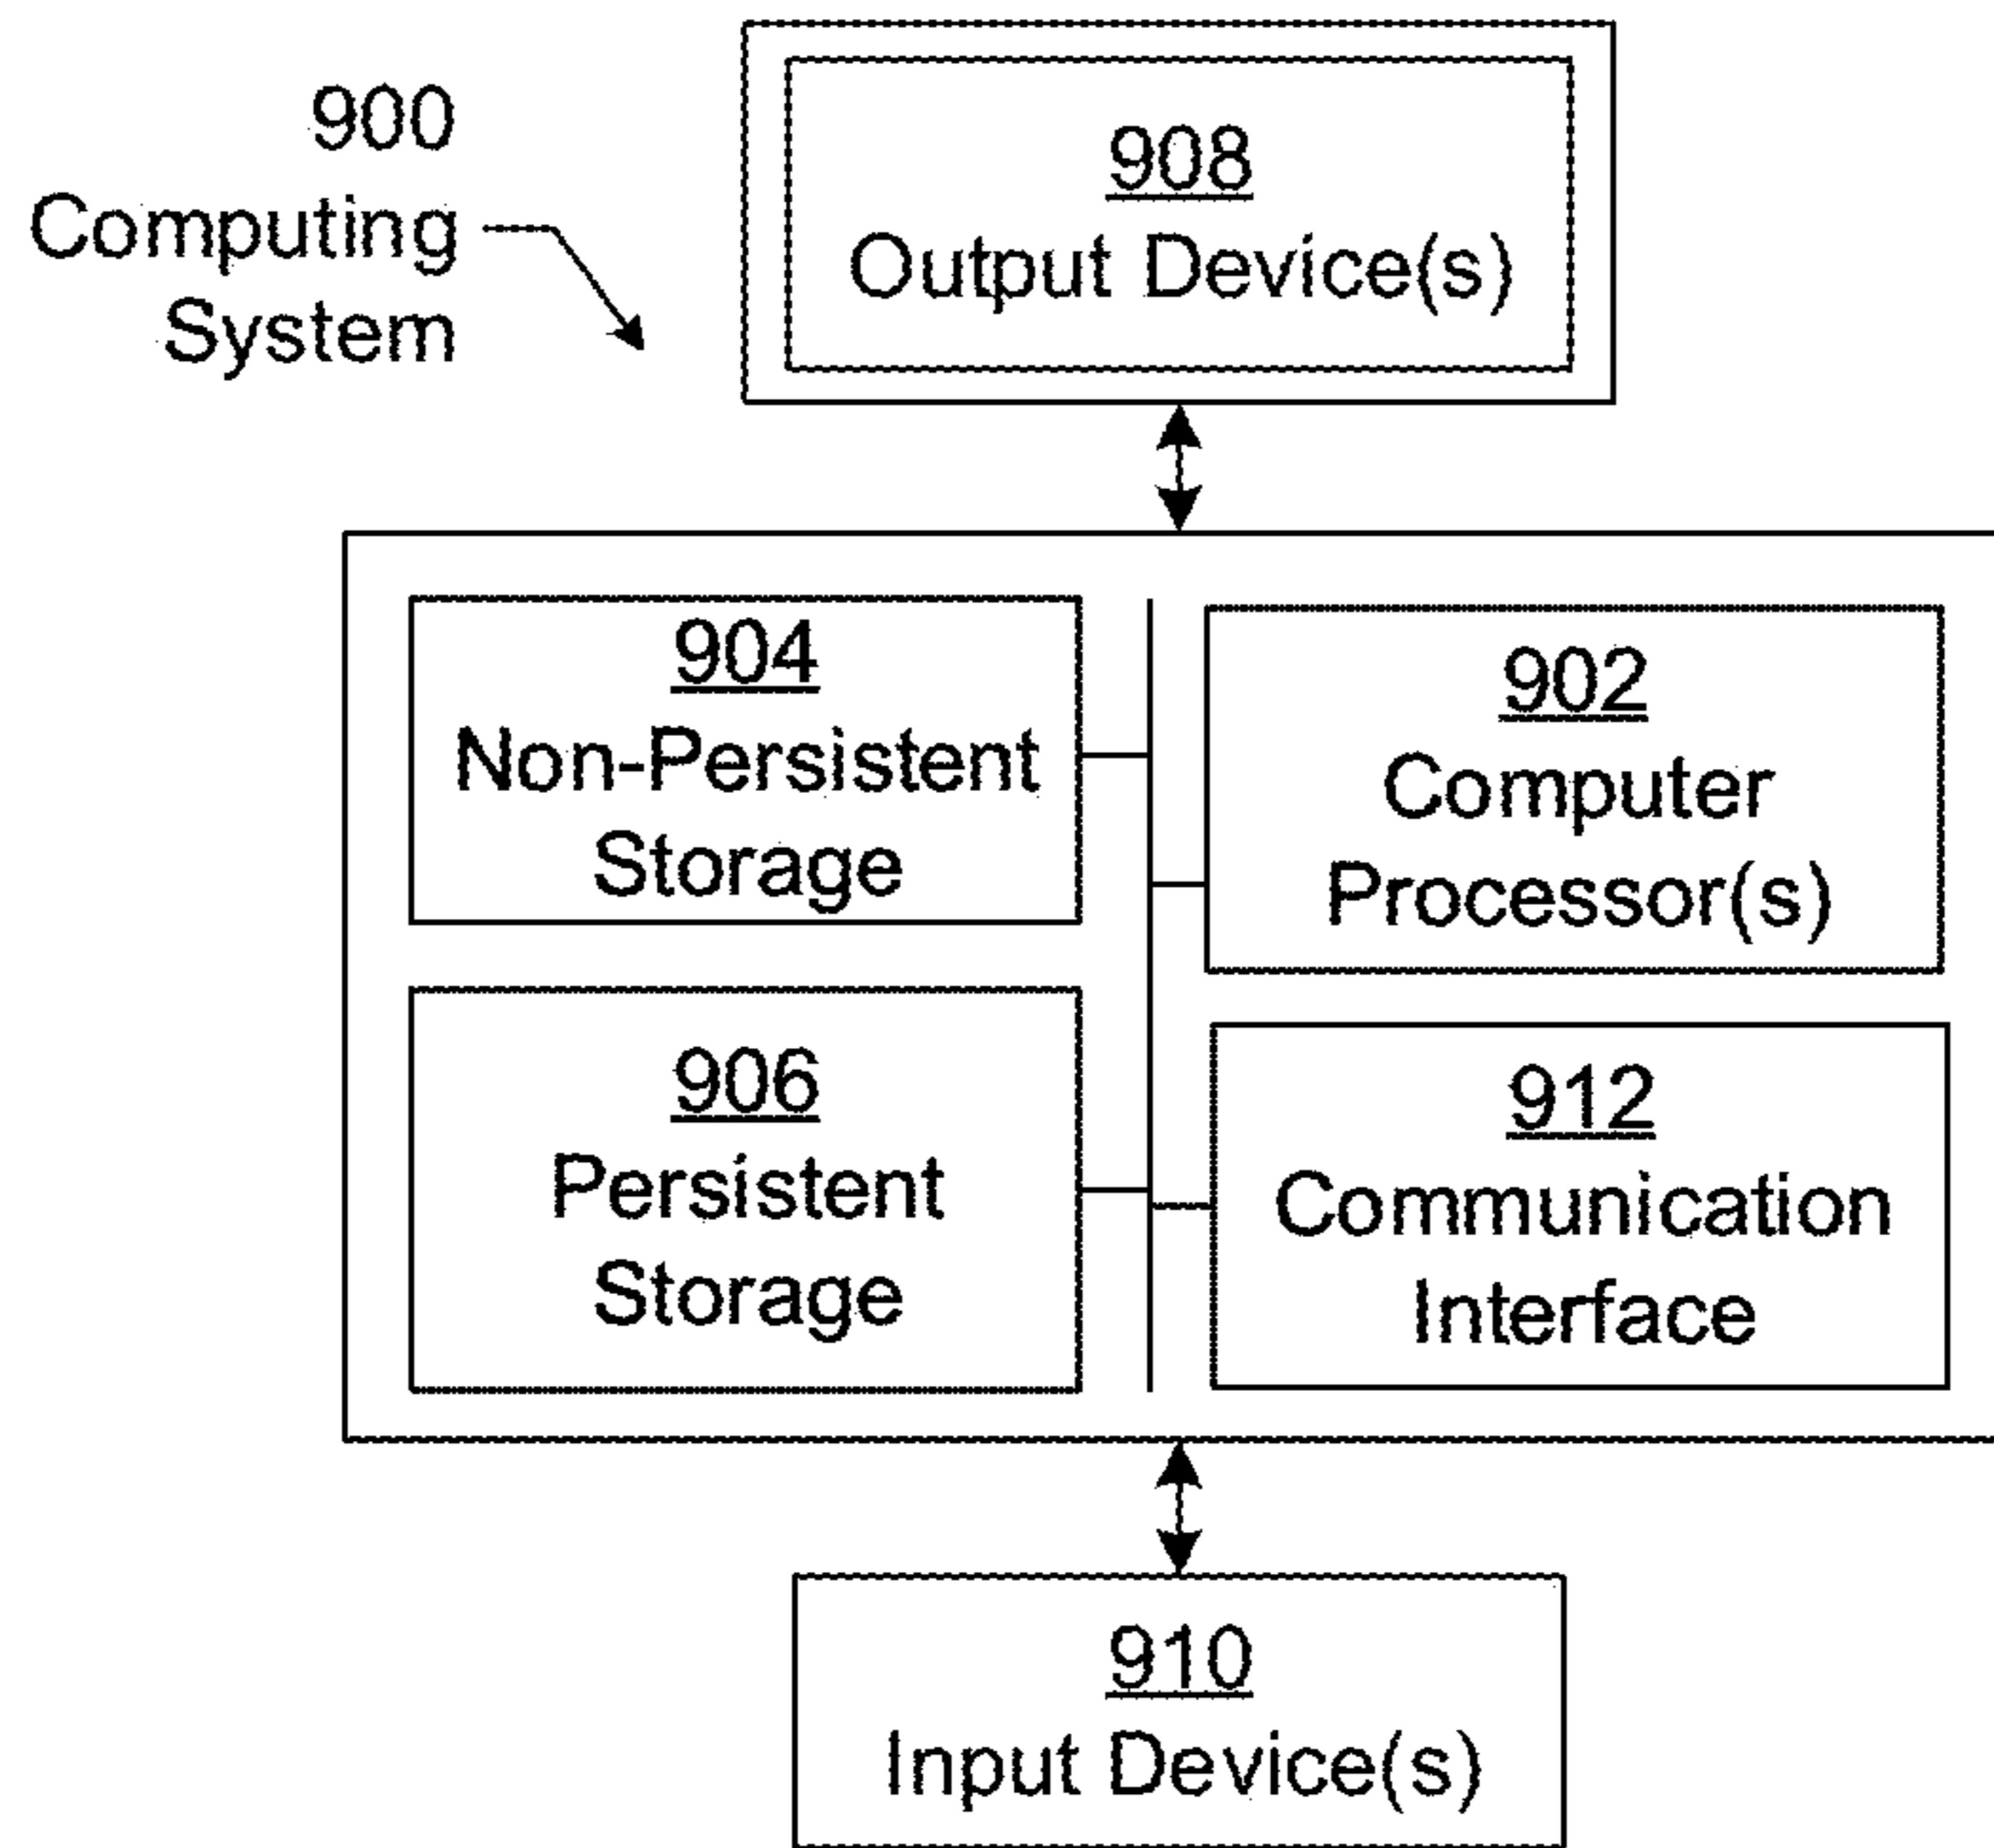 900
Computing
System
908
Output Device(s)
904
Non-Persistent
Storage
902
Computer
Processor(s)
906
Persistent
Storage
912
Communication
Interface
910
Input Device(s)